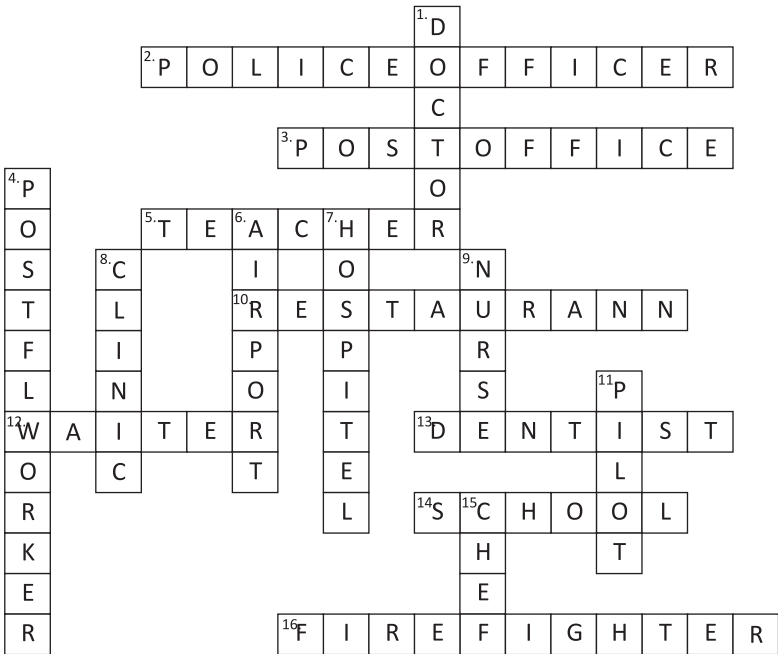 1. D
2. P O L I C E O F F I C E R
C
3. P O S T O F F I C E
4. P O
O 5. T E 6. A C 7. H E R
S 8. C I O 9. N
T L 10. R E S T A U R A N N
F I P P R
L N O I S 11. P
12. W A I T E R T 13. D E N T I S T
O C T E L
R L 14. S 15. C H O O L
K H T
E E
R 16. F I R E F I G H T E R